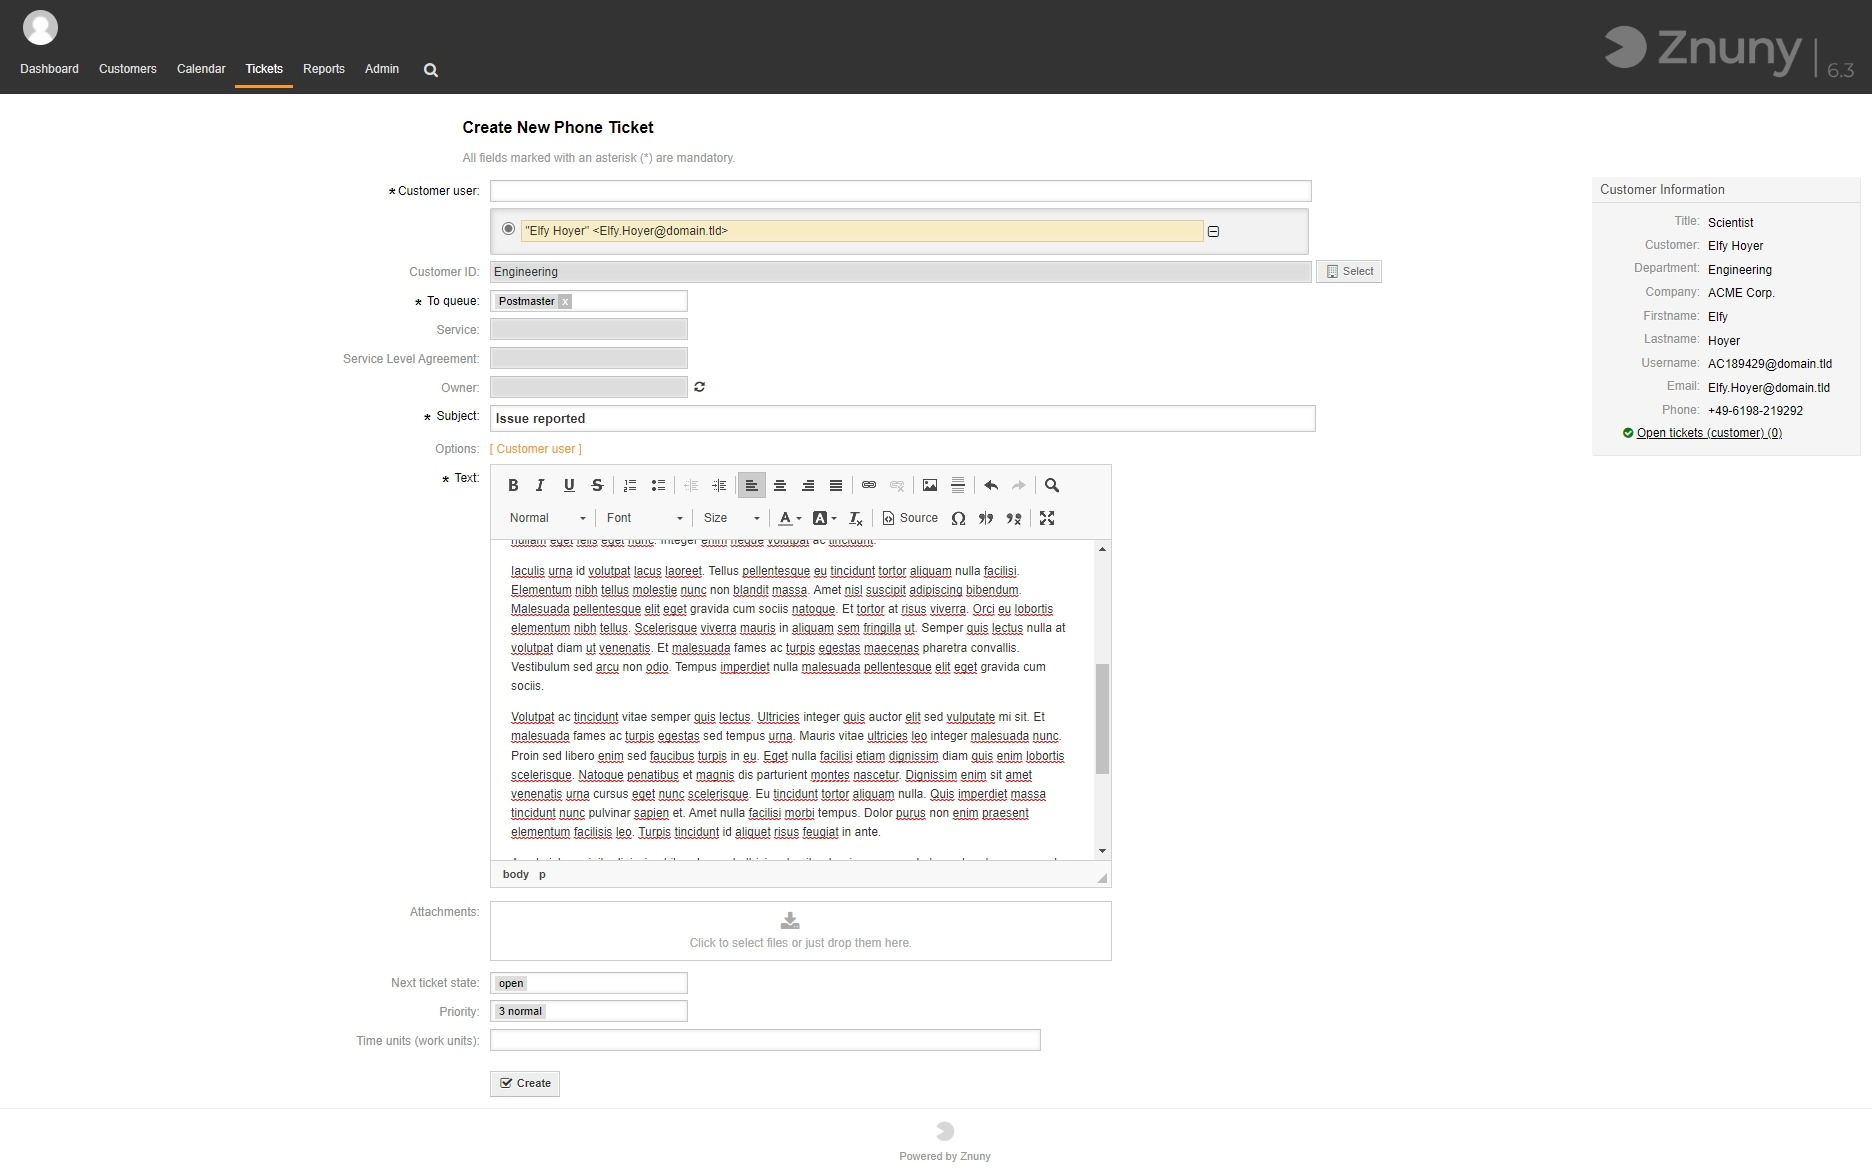 Dashboard Customers Calendar Tickets Reports Admin
Znuny 6.3
Create New Phone Ticket
All fields marked with an asterisk (*) are mandatory.
* Customer user:
"Elfy Hoyer" <Elfy.Hoyer@domain.tld>
Customer ID: Engineering Select
* To queue: Postmaster x
Service:
Service Level Agreement:
Owner:
* Subject: Issue reported
Options: [ Customer user ]
* Text:
B I U S
Normal Font Size A A Tx Source Ω
nullam eget felis eget nunc. Integer enim neque volutpat ac tincidunt.
Iaculis urna id volutpat lacus laoreet. Tellus pellentesque eu tincidunt tortor aliquam nulla facilisi.
Elementum nibh tellus molestie nunc non blandit massa. Amet nisl suscipit adipiscing bibendum.
Malesuada pellentesque elit eget gravida cum sociis natoque. Et tortor at risus viverra. Orci eu lobortis
elementum nibh tellus. Scelerisque viverra mauris in aliquam sem fringilla ut. Semper quis lectus nulla at
volutpat diam ut venenatis. Et malesuada fames ac turpis egestas maecenas pharetra convallis.
Vestibulum sed arcu non odio. Tempus imperdiet nulla malesuada pellentesque elit eget gravida cum
sociis.
Volutpat ac tincidunt vitae semper quis lectus. Ultricies integer quis auctor elit sed vulputate mi sit. Et
malesuada fames ac turpis egestas sed tempus urna. Mauris vitae ultricies leo integer malesuada nunc.
Proin sed libero enim sed faucibus turpis in eu. Eget nulla facilisi etiam dignissim diam quis enim lobortis
scelerisque. Natoque penatibus et magnis dis parturient montes nascetur. Dignissim enim sit amet
venenatis urna cursus eget nunc scelerisque. Eu tincidunt tortor aliquam nulla. Quis imperdiet massa
tincidunt nunc pulvinar sapien et. Amet nulla facilisi morbi tempus. Dolor purus non enim praesent
elementum facilisis leo. Turpis tincidunt id aliquet risus feugiat in ante.
body p
Attachments:
Click to select files or just drop them here.
Next ticket state: open
Priority: 3 normal
Time units (work units):
Create
Customer Information
Title: Scientist
Customer: Elfy Hoyer
Department: Engineering
Company: ACME Corp.
Firstname: Elfy
Lastname: Hoyer
Username: AC189429@domain.tld
Email: Elfy.Hoyer@domain.tld
Phone: +49-6198-219292
Open tickets (customer) (0)
Powered by Znuny